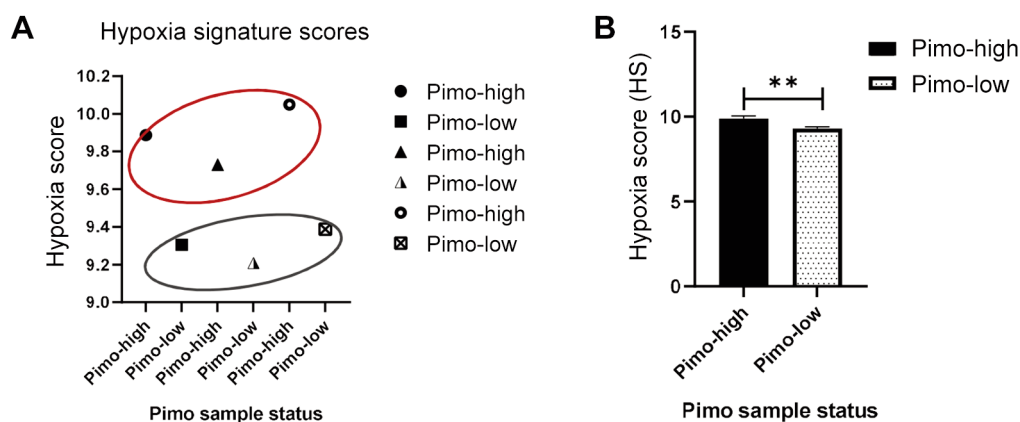 A
Hypoxia signature scores
Hypoxia score
10.2
10.0
9.8
9.6
9.4
9.2
9.0
Pimo-high
Pimo-low
Pimo-high
Pimo-low
Pimo-high
Pimo-low
Pimo sample status
Pimo-high
Pimo-low
Pimo-high
Pimo-low
Pimo-high
Pimo-low
B
Hypoxia score (HS)
15
10
5
0
**
Pimo-high
Pimo-low
Pimo sample status
Pimo-high
Pimo-low